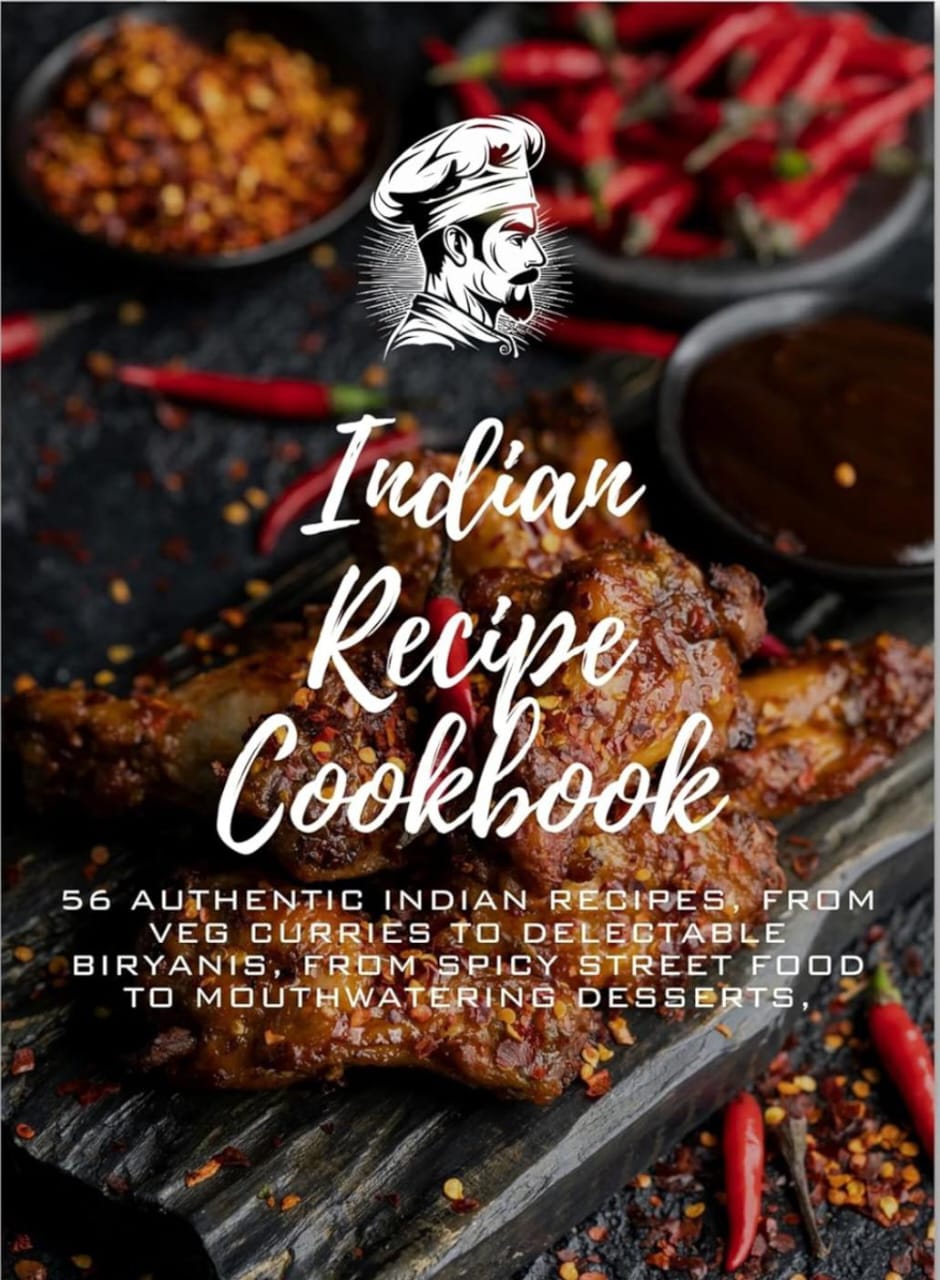 Indian
Recipe
Cookbook
56 AUTHENTIC INDIAN RECIPES, FROM
VEG CURRIES TO DELECTABLE
BIRYANIS, FROM SPICY STREET FOOD
TO MOUTHWATERING DESSERTS,